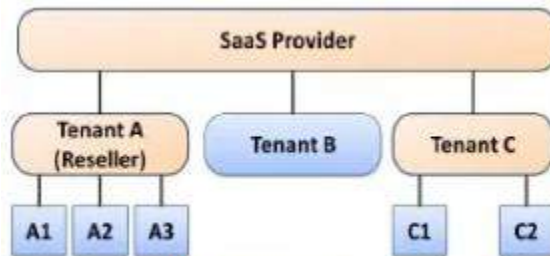 SaaS Provider
Tenant A
(Reseller)
Tenant B
Tenant C
A1
A2
A3
C1
C2